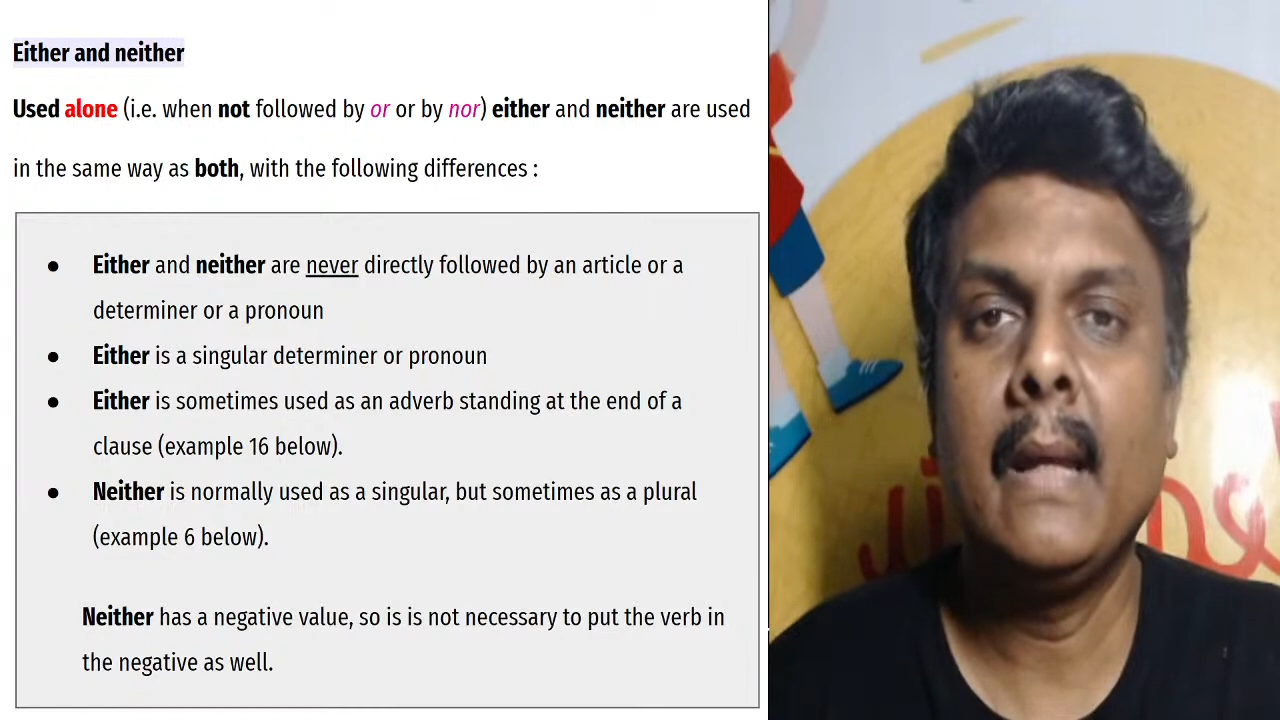 Either and neither
Used alone (i.e. when not followed by or or by nor) either and neither are used
in the same way as both, with the following differences :
● Either and neither are never directly followed by an article or a
determiner or a pronoun
● Either is a singular determiner or pronoun
● Either is sometimes used as an adverb standing at the end of a
clause (example 16 below).
● Neither is normally used as a singular, but sometimes as a plural
(example 6 below).
Neither has a negative value, so is is not necessary to put the verb in
the negative as well.